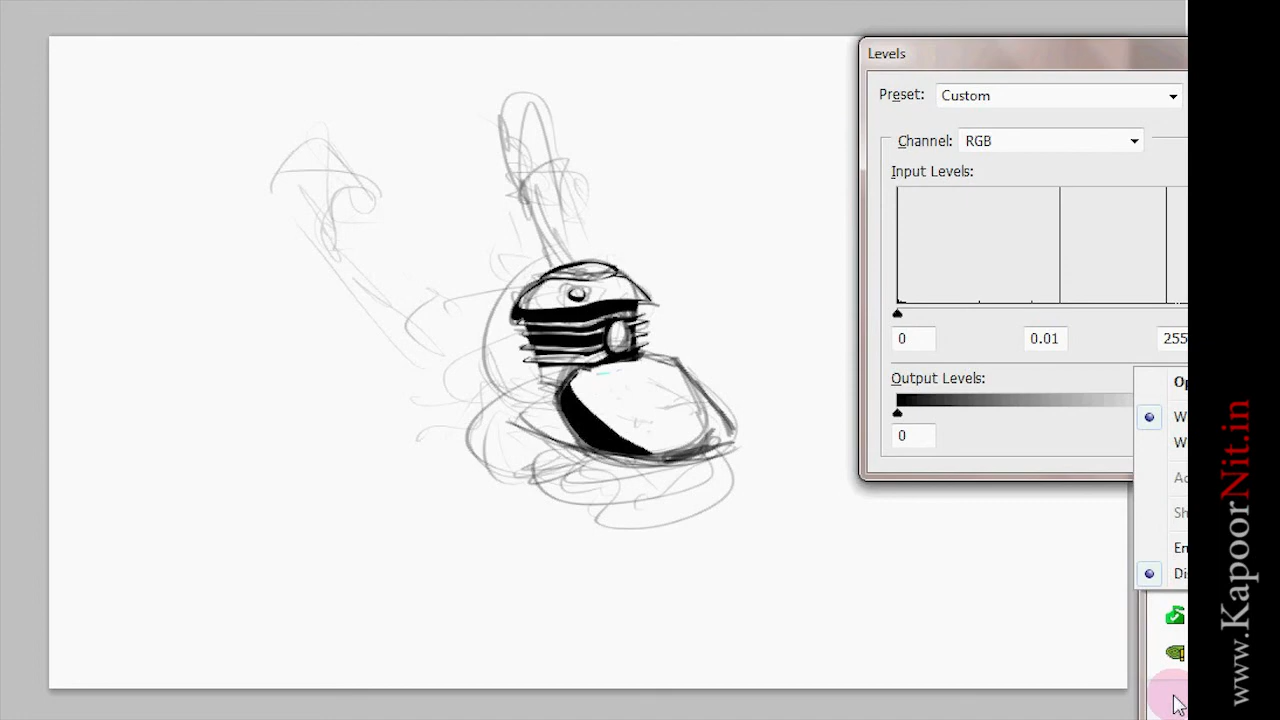 Levels
Preset: Custom
Channel: RGB
Input Levels:
0 0.01 255
Output Levels:
0
www.KapoorNit.in